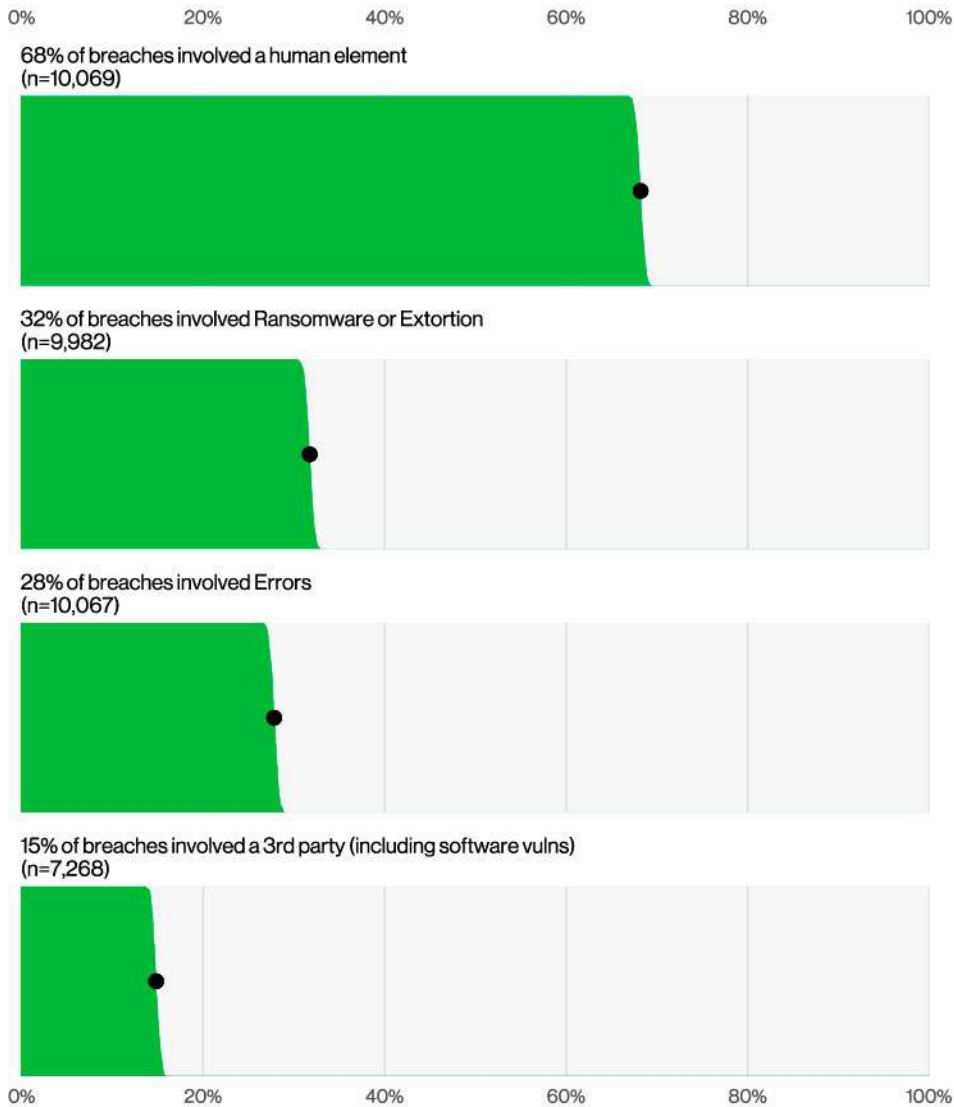 0% 20% 40% 60% 80% 100%
68% of breaches involved a human element
(n=10,069)
32% of breaches involved Ransomware or Extortion
(n=9,982)
28% of breaches involved Errors
(n=10,067)
15% of breaches involved a 3rd party (including software vulns)
(n=7,268)
0% 20% 40% 60% 80% 100%